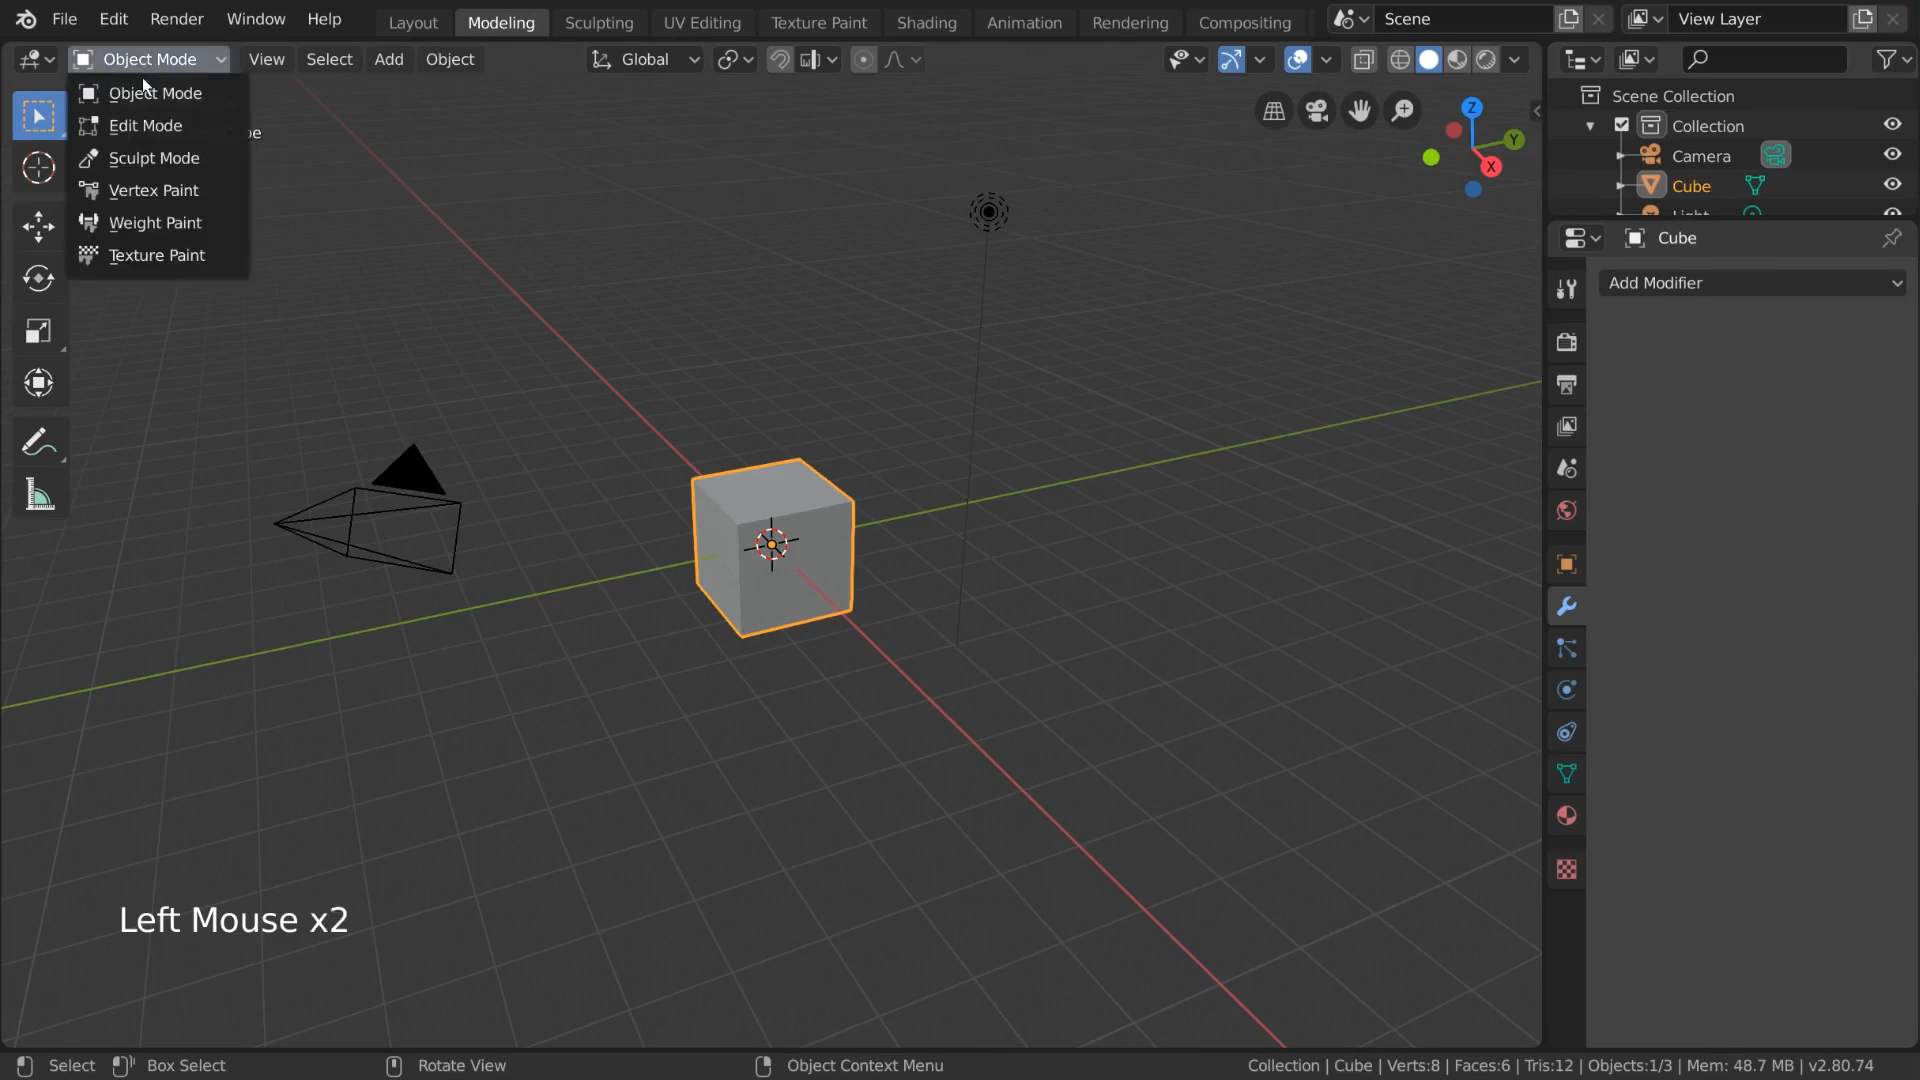 File Edit Render Window Help Layout Modeling Sculpting UV Editing Texture Paint Shading Animation Rendering Compositing Scene View Layer
Object Mode View Select Add Object Global
Object Mode
Edit Mode
Sculpt Mode
Vertex Paint
Weight Paint
Texture Paint
Z
Y
X
Scene Collection
Collection
Camera
Cube
Light
Cube
Add Modifier
Left Mouse x2
Select Box Select Rotate View Object Context Menu Collection | Cube | Verts:8 | Faces:6 | Tris:12 | Objects:1/3 | Mem: 48.7 MB | v2.80.74